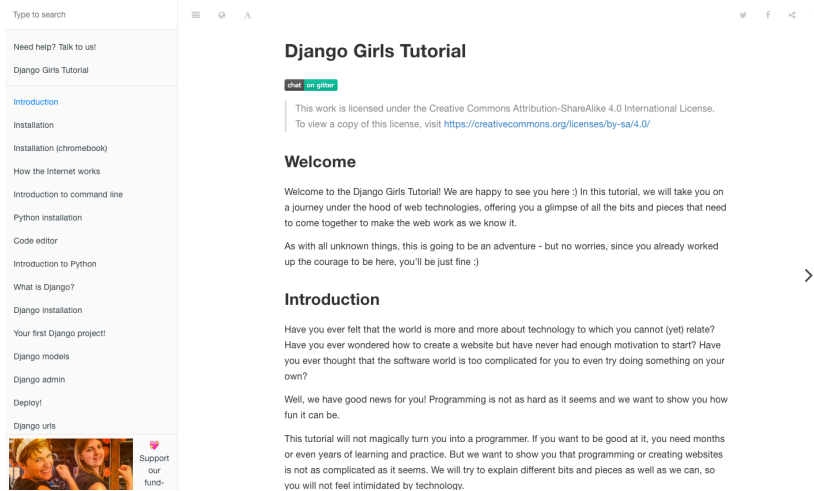 Type to search
Need help? Talk to us!
Django Girls Tutorial
Introduction
Installation
Installation (chromebook)
How the Internet works
Introduction to command line
Python installation
Code editor
Introduction to Python
What is Django?
Django installation
Your first Django project!
Django models
Django admin
Deploy!
Django urls
Support
our
fund-
A
Django Girls Tutorial
chat on gitter
This work is licensed under the Creative Commons Attribution-ShareAlike 4.0 International License.
To view a copy of this license, visit https://creativecommons.org/licenses/by-sa/4.0/
Welcome
Welcome to the Django Girls Tutorial! We are happy to see you here :) In this tutorial, we will take you on
a journey under the hood of web technologies, offering you a glimpse of all the bits and pieces that need
to come together to make the web work as we know it.
As with all unknown things, this is going to be an adventure - but no worries, since you already worked
up the courage to be here, you'll be just fine :)
Introduction
Have you ever felt that the world is more and more about technology to which you cannot (yet) relate?
Have you ever wondered how to create a website but have never had enough motivation to start? Have
you ever thought that the software world is too complicated for you to even try doing something on your
own?
Well, we have good news for you! Programming is not as hard as it seems and we want to show you how
fun it can be.
This tutorial will not magically turn you into a programmer. If you want to be good at it, you need months
or even years of learning and practice. But we want to show you that programming or creating websites
is not as complicated as it seems. We will try to explain different bits and pieces as well as we can, so
you will not feel intimidated by technology.